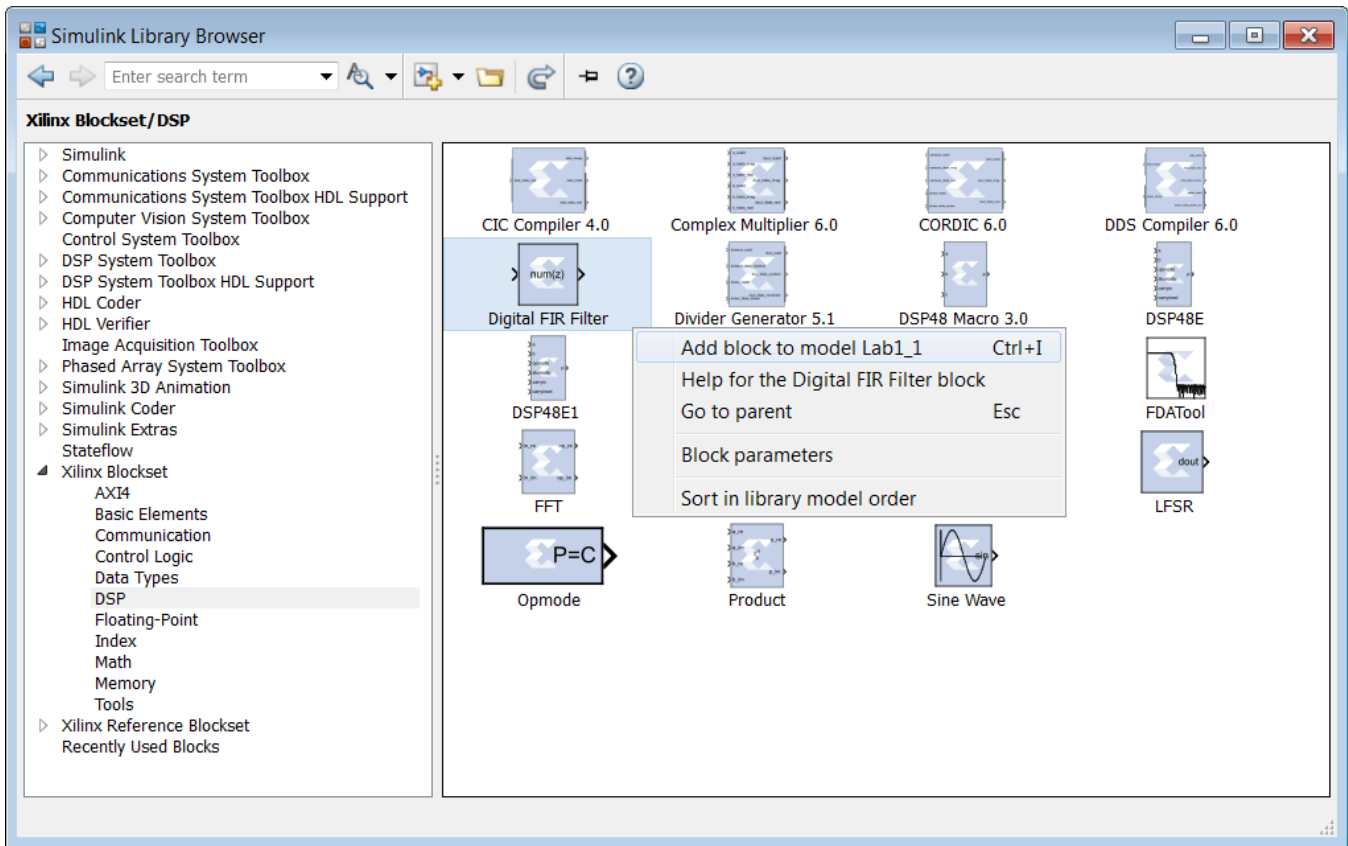 Simulink Library Browser
Enter search term
Xilinx Blockset/DSP
Simulink
Communications System Toolbox
Communications System Toolbox HDL Support
Computer Vision System Toolbox
Control System Toolbox
DSP System Toolbox
DSP System Toolbox HDL Support
HDL Coder
HDL Verifier
Image Acquisition Toolbox
Phased Array System Toolbox
Simulink 3D Animation
Simulink Coder
Simulink Extras
Stateflow
Xilinx Blockset
AXI4
Basic Elements
Communication
Control Logic
Data Types
DSP
Floating-Point
Index
Math
Memory
Tools
Xilinx Reference Blockset
Recently Used Blocks
CIC Compiler 4.0 Complex Multiplier 6.0 CORDIC 6.0 DDS Compiler 6.0
num(z)
Digital FIR Filter Divider Generator 5.1 DSP48 Macro 3.0 DSP48E
Add block to model Lab1_1 Ctrl+I
Help for the Digital FIR Filter block
Go to parent Esc
Block parameters
Sort in library model order
DSP48E1 FDATool
dout
FFT LFSR
P=C sin
Opmode Product Sine Wave